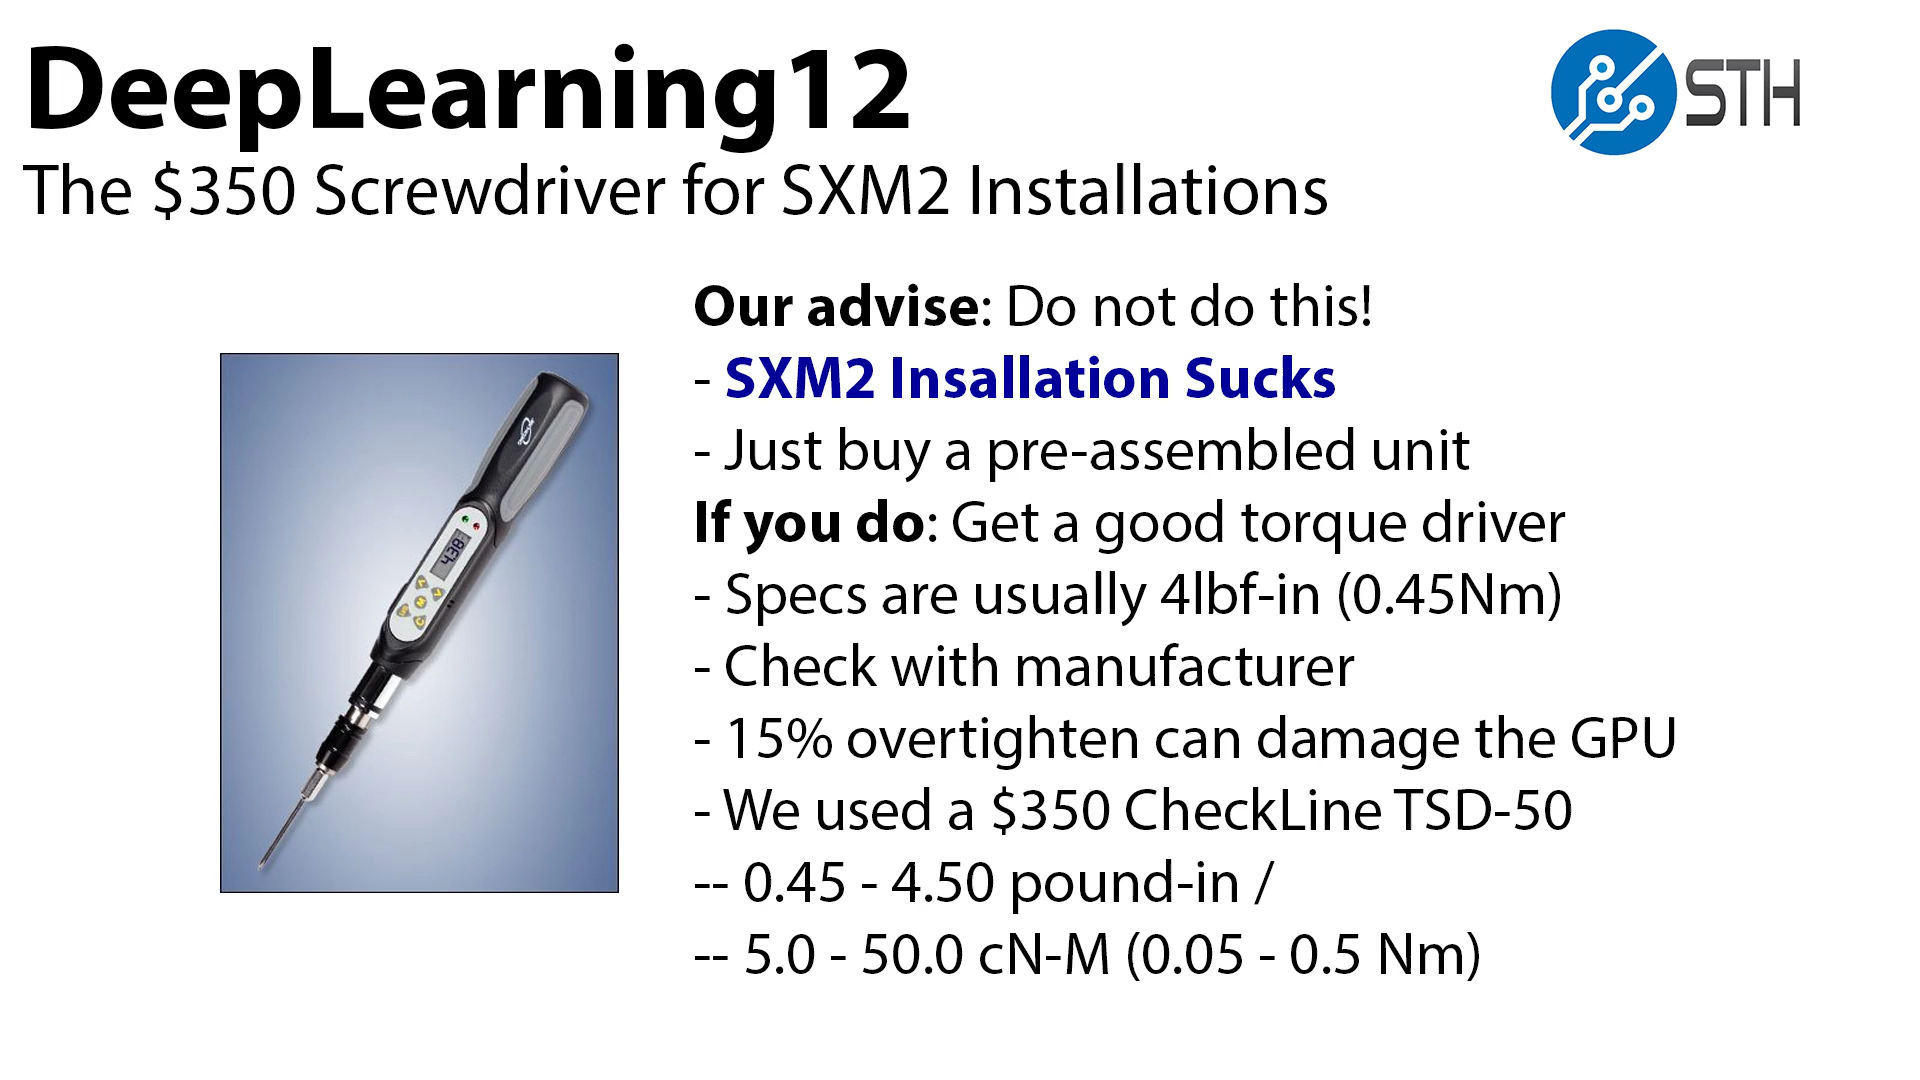 DeepLearning12
STH
The $350 Screwdriver for SXM2 Installations
Our advise: Do not do this!
- SXM2 Insallation Sucks
- Just buy a pre-assembled unit
If you do: Get a good torque driver
- Specs are usually 4lbf-in (0.45Nm)
- Check with manufacturer
- 15% overtighten can damage the GPU
- We used a $350 CheckLine TSD-50
-- 0.45 - 4.50 pound-in /
-- 5.0 - 50.0 cN-M (0.05 - 0.5 Nm)
4.38